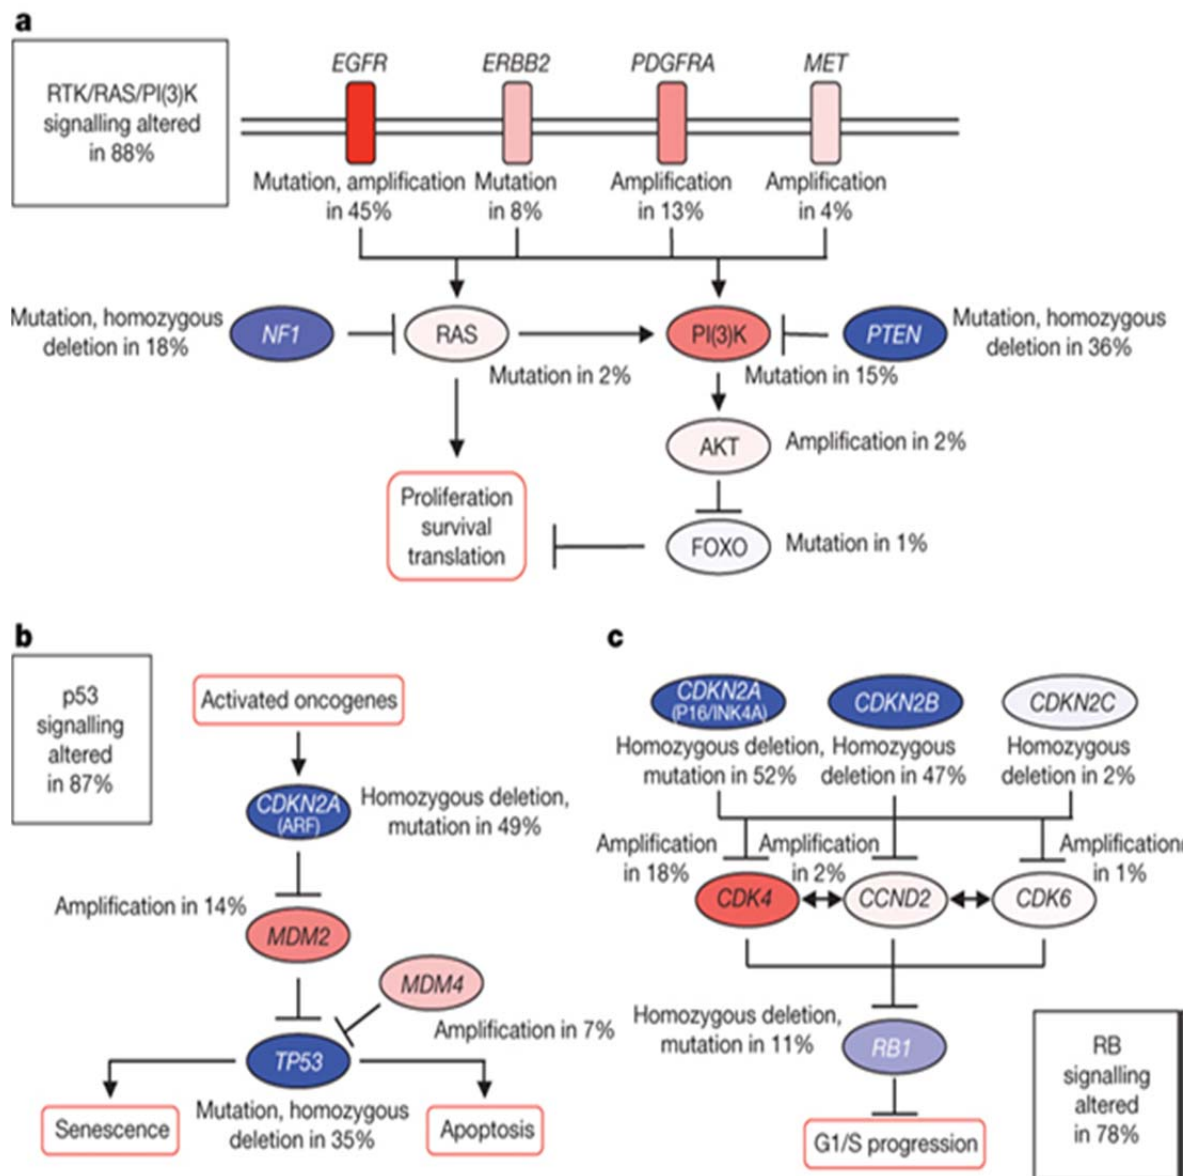 a
RTK/RAS/PI(3)K
signalling altered
in 88%
EGFR
ERBB2
PDGFRA
MET
Mutation, amplification
in 45%
Mutation
in 8%
Amplification
in 13%
Amplification
in 4%
Mutation, homozygous
deletion in 18%
NF1
RAS
Mutation in 2%
PI(3)K
Mutation in 15%
PTEN
Mutation, homozygous
deletion in 36%
AKT
Amplification in 2%
Proliferation
survival
translation
FOXO
Mutation in 1%
b
p53
signalling
altered
in 87%
Activated oncogenes
CDKN2A
(ARF)
Homozygous deletion,
mutation in 49%
Amplification in 14%
MDM2
MDM4
Amplification in 7%
TP53
Mutation, homozygous
deletion in 35%
Senescence
Apoptosis
c
CDKN2A
(P16/INK4A)
Homozygous deletion,
mutation in 52%
CDKN2B
Homozygous
deletion in 47%
CDKN2C
Homozygous
deletion in 2%
Amplification
in 18%
Amplification
in 2%
Amplification
in 1%
CDK4
CCND2
CDK6
Homozygous deletion,
mutation in 11%
RB1
G1/S progression
RB
signalling
altered
in 78%